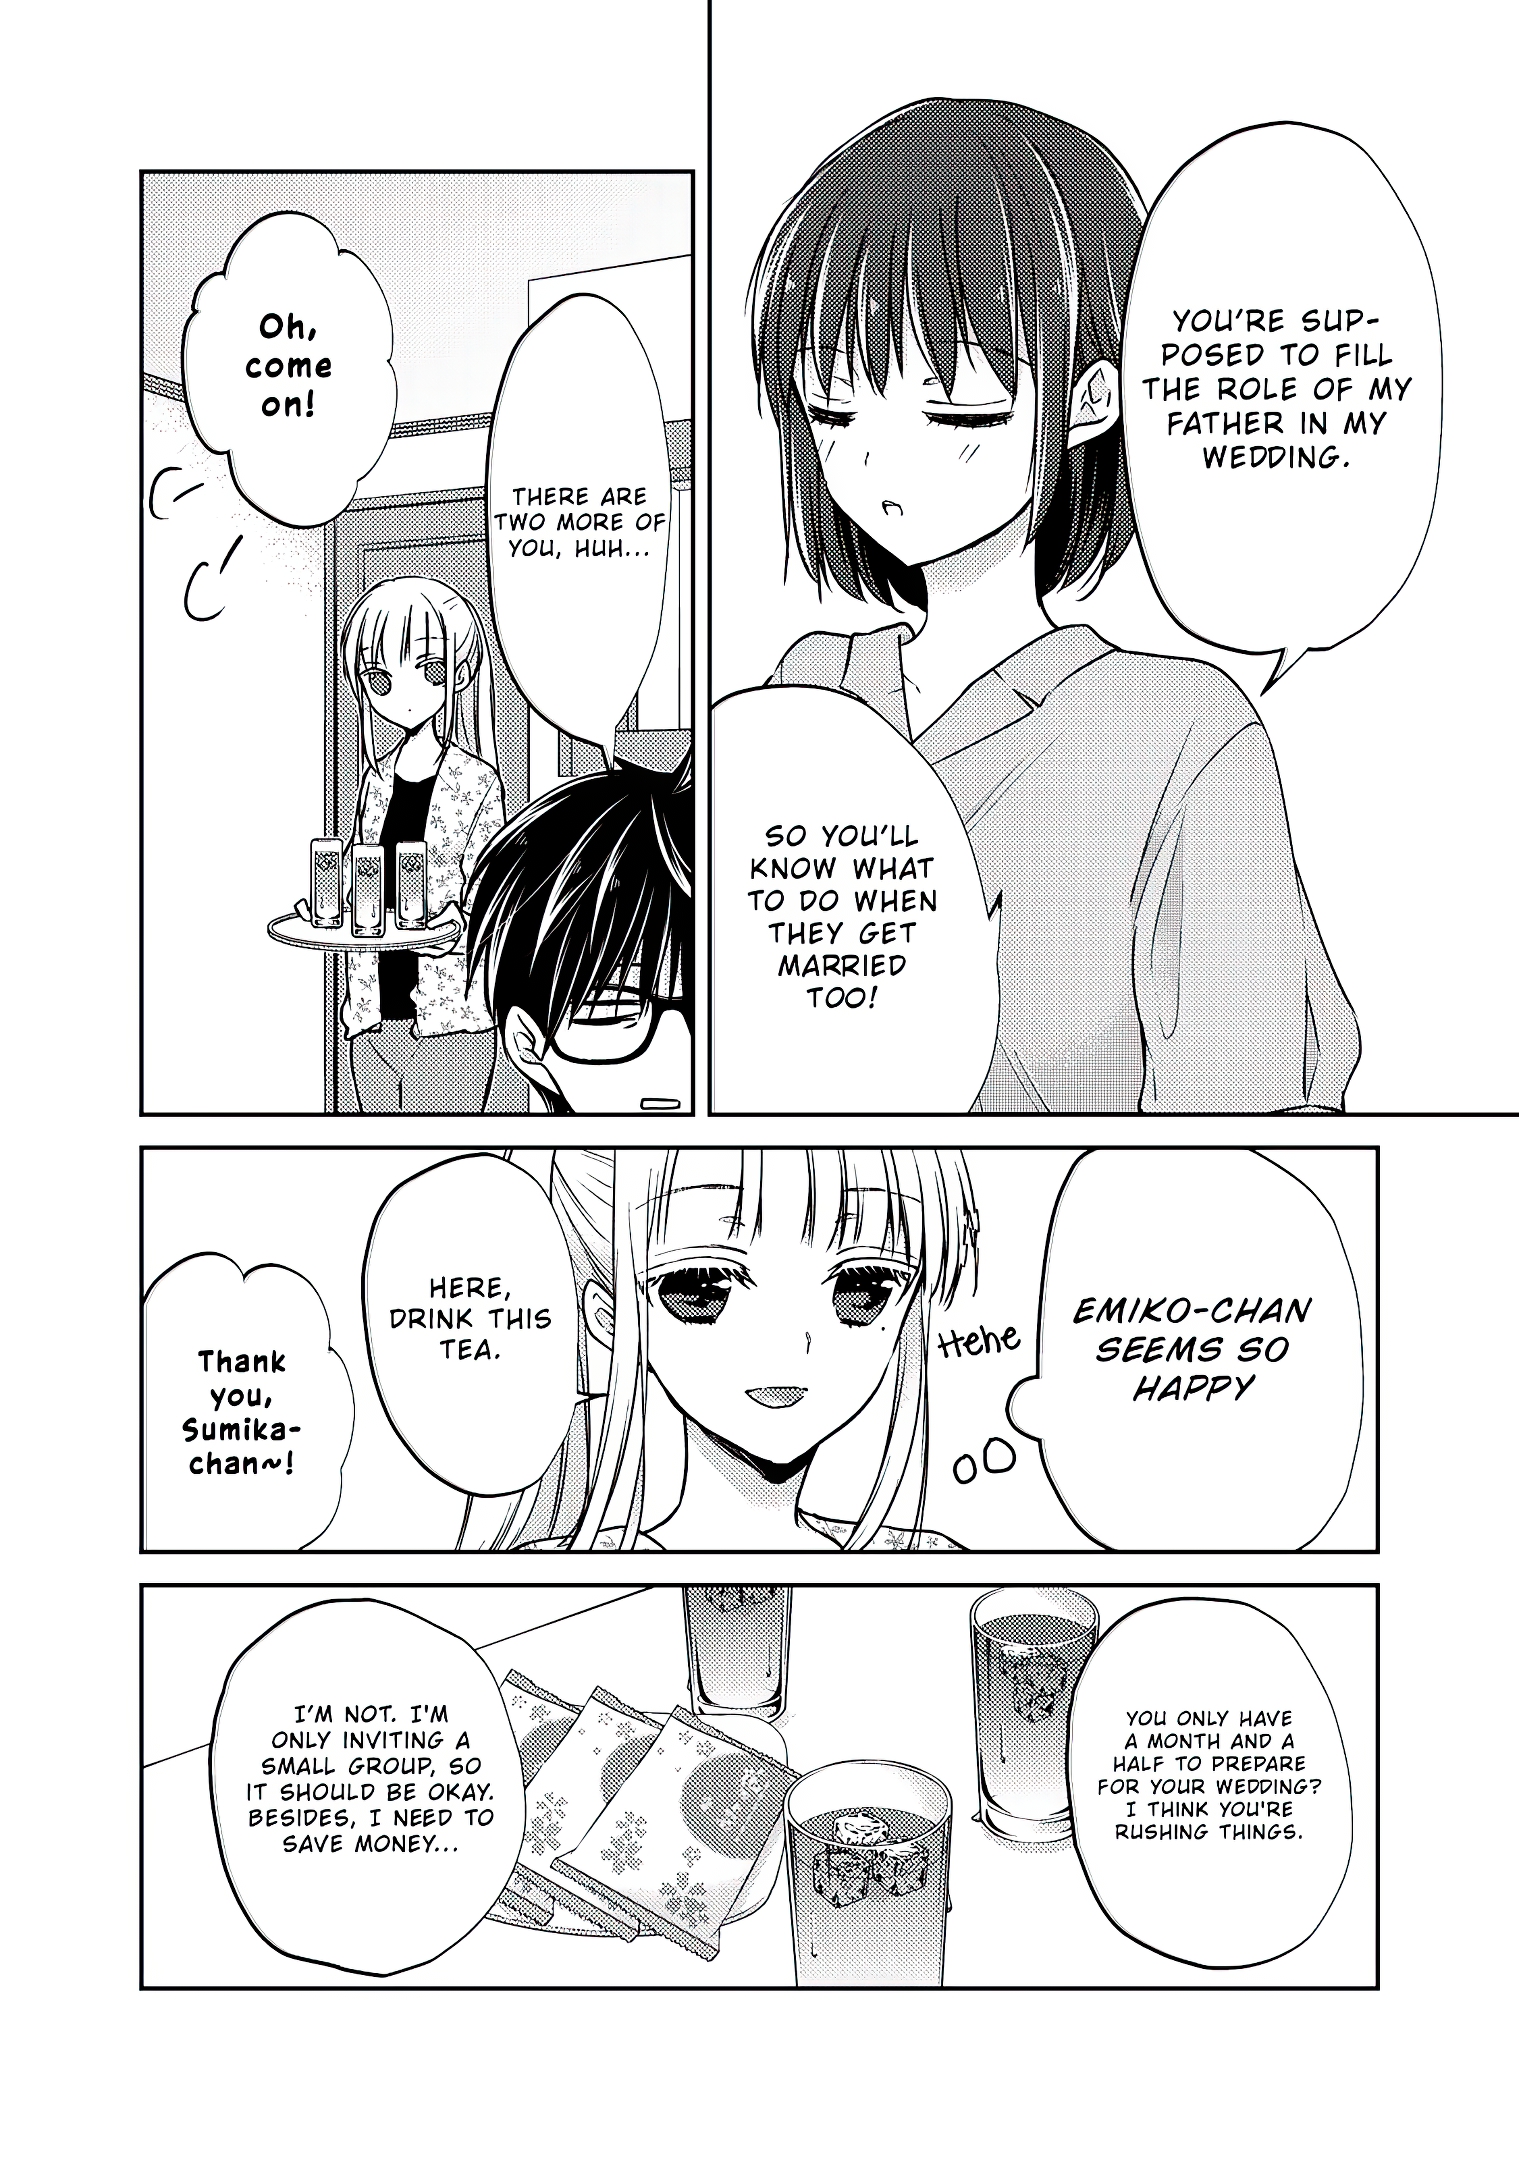 YOU'RE SUP-
POSED TO FILL
THE ROLE OF MY
FATHER IN MY
WEDDING.
SO YOU'LL
KNOW WHAT
TO DO WHEN
THEY GET
MARRIED
TOO!
THERE ARE
TWO MORE OF
YOU, HUH...
Oh,
come
on!
EMIKO-CHAN
SEEMS SO
HAPPY
Hehe
HERE,
DRINK THIS
TEA.
Thank
you,
Sumika-
chan~!
YOU ONLY HAVE
A MONTH AND A
HALF TO PREPARE
FOR YOUR WEDDING?
I THINK YOU'RE
RUSHING THINGS.
I'M NOT. I'M
ONLY INVITING A
SMALL GROUP, SO
IT SHOULD BE OKAY.
BESIDES, I NEED TO
SAVE MONEY...